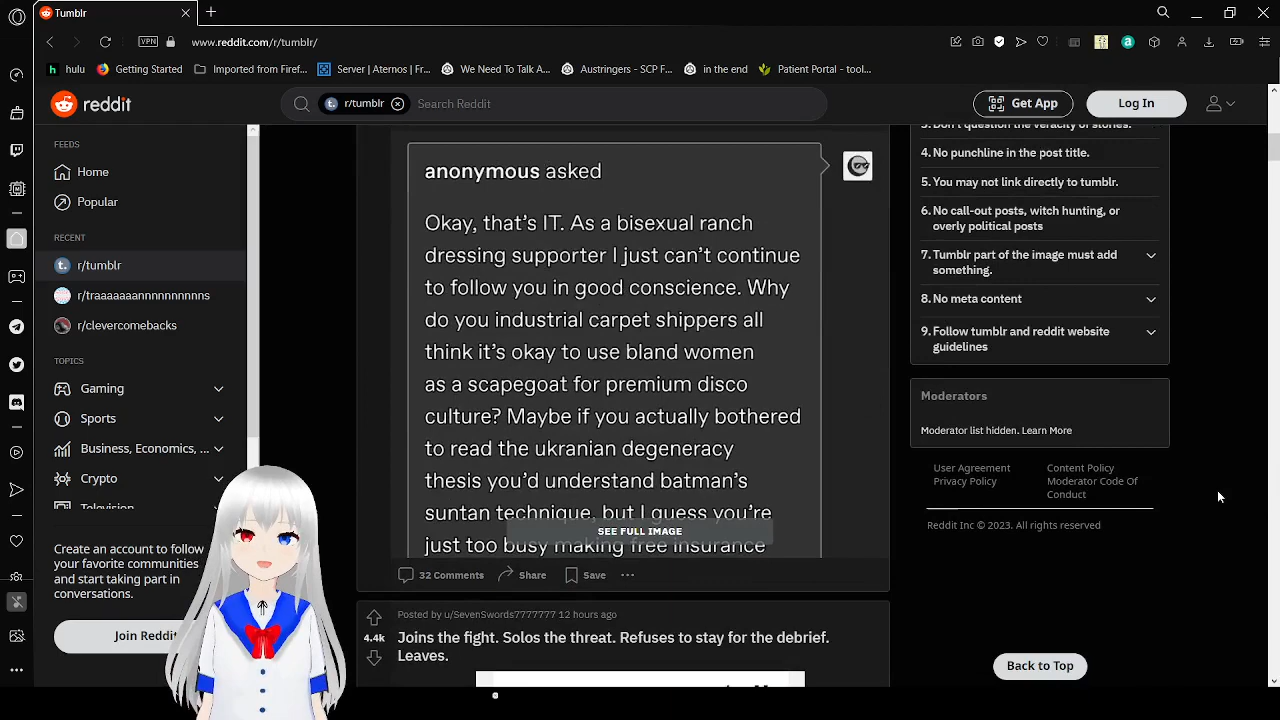 Tumblr
VPN
www.reddit.com/r/tumblr/
hulu
Getting Started
Imported from Firef...
Server | Aternos | Fr...
We Need To Talk A...
Austringers - SCP F...
in the end
Patient Portal - tool...
reddit
r/tumblr
Search Reddit
Get App
Log In
FEEDS
Home
Popular
RECENT
r/tumblr
r/traaaaaaannnnnnnnns
r/clevercomebacks
TOPICS
Gaming
Sports
Business, Economics, ...
Crypto
Television
Create an account to follow
your favorite communities
and start taking part in
conversations.
Join Reddit
anonymous asked
Okay, that's IT. As a bisexual ranch
dressing supporter I just can't continue
to follow you in good conscience. Why
do you industrial carpet shippers all
think it's okay to use bland women
as a scapegoat for premium disco
culture? Maybe if you actually bothered
to read the ukranian degeneracy
thesis you'd understand batman's
suntan technique, but I guess you're
just too busy making free insurance
SEE FULL IMAGE
32 Comments
Share
Save
Posted by u/SevenSwords7777777 12 hours ago
4.4k
Joins the fight. Solos the threat. Refuses to stay for the debrief.
Leaves.
3. Don't question the veracity of stories.
4. No punchline in the post title.
5. You may not link directly to tumblr.
6. No call-out posts, witch hunting, or
overly political posts
7. Tumblr part of the image must add
something.
8. No meta content
9. Follow tumblr and reddit website
guidelines
Moderators
Moderator list hidden. Learn More
User Agreement
Privacy Policy
Content Policy
Moderator Code Of
Conduct
Reddit Inc © 2023. All rights reserved
Back to Top